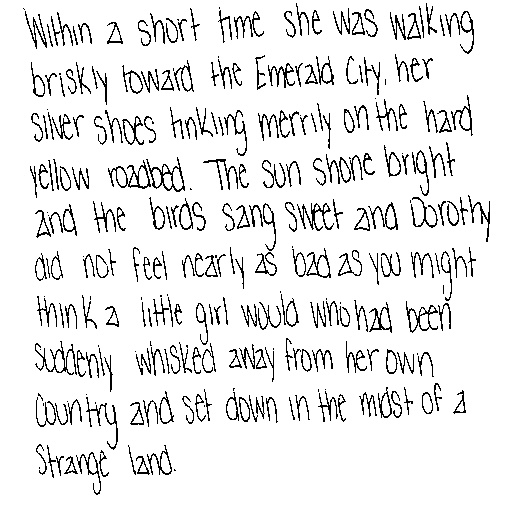 Within a short time she was walking
briskly toward the Emerald City, her
silver shoes tinkling merrily on the hard
yellow roadbed. The sun shone bright
and the birds sang sweet and Dorothy
did not feel nearly as bad as you might
think a little girl would who had been
suddenly whisked away from her own
country and set down in the midst of a
strange land.